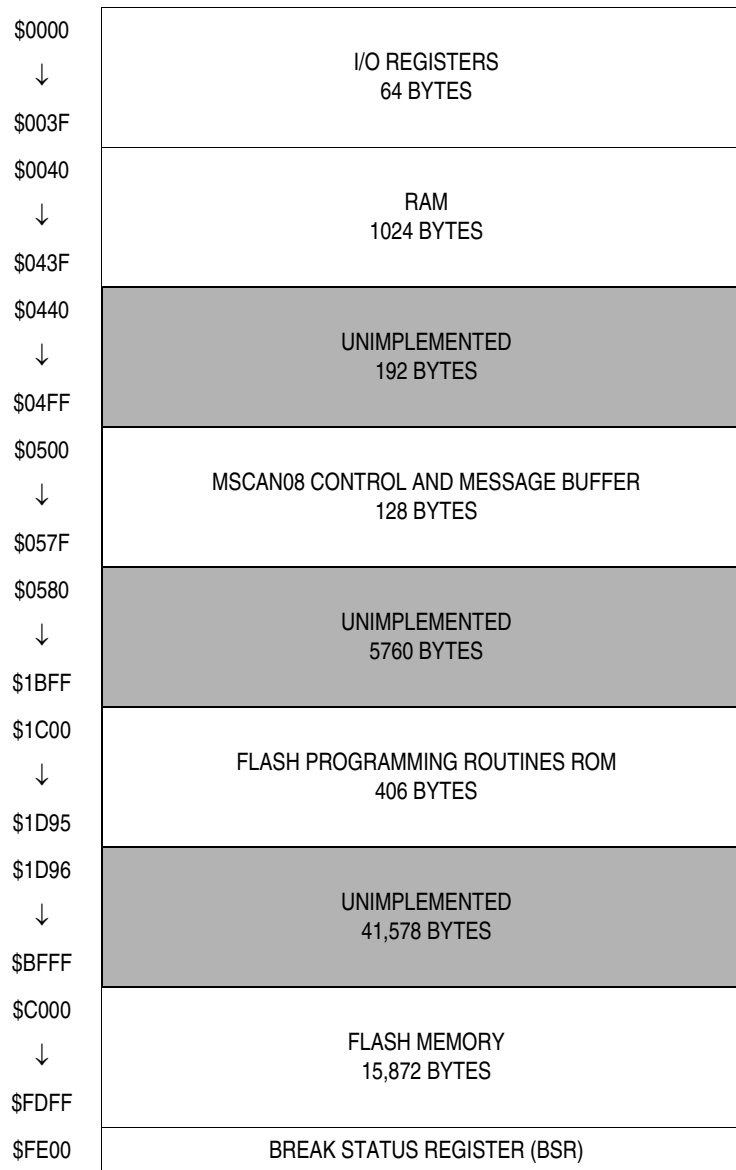 $0000
↓
$003F
I/O REGISTERS
64 BYTES
$0040
↓
$043F
RAM
1024 BYTES
$0440
↓
$04FF
UNIMPLEMENTED
192 BYTES
$0500
↓
$057F
MSCAN08 CONTROL AND MESSAGE BUFFER
128 BYTES
$0580
↓
$1BFF
UNIMPLEMENTED
5760 BYTES
$1C00
↓
$1D95
FLASH PROGRAMMING ROUTINES ROM
406 BYTES
$1D96
↓
$BFFF
UNIMPLEMENTED
41,578 BYTES
$C000
↓
$FDFF
FLASH MEMORY
15,872 BYTES
$FE00 BREAK STATUS REGISTER (BSR)